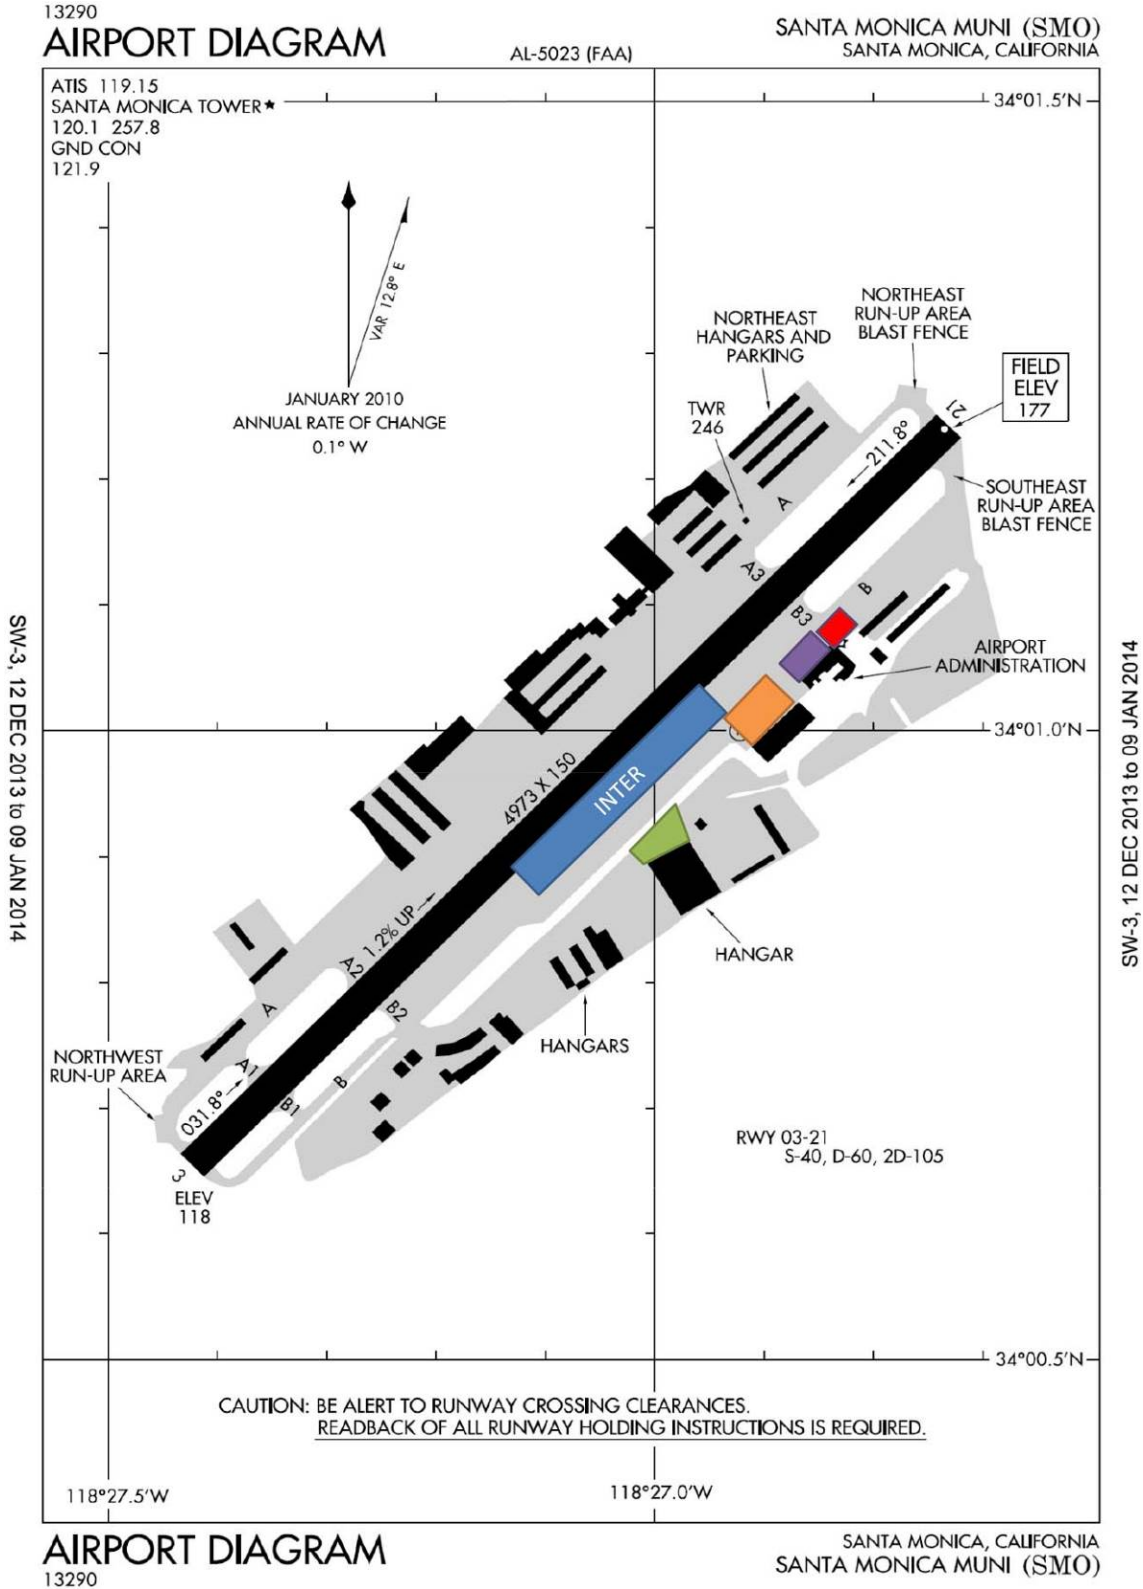 13290
AIRPORT DIAGRAM
AL-5023 (FAA)
SANTA MONICA MUNI (SMO)
SANTA MONICA, CALIFORNIA
ATIS 119.15
SANTA MONICA TOWER★
120.1 257.8
GND CON
121.9
34°01.5'N
VAR 12.8° E
JANUARY 2010
ANNUAL RATE OF CHANGE
0.1° W
NORTHEAST
RUN-UP AREA
BLAST FENCE
NORTHEAST
HANGARS AND
PARKING
FIELD
ELEV
177
TWR
246
21
211.8°
A
SOUTHEAST
RUN-UP AREA
BLAST FENCE
A3
B
B3
AIRPORT
ADMINISTRATION
34°01.0'N
4973 X 150
INTER
1.2% UP
HANGAR
A2
A
B2
HANGARS
NORTHWEST
RUN-UP AREA
A1
B
031.8°
B1
3
ELEV
118
RWY 03-21
S-40, D-60, 2D-105
SW-3, 12 DEC 2013 to 09 JAN 2014
SW-3, 12 DEC 2013 to 09 JAN 2014
34°00.5'N
CAUTION: BE ALERT TO RUNWAY CROSSING CLEARANCES.
READBACK OF ALL RUNWAY HOLDING INSTRUCTIONS IS REQUIRED.
118°27.5'W
118°27.0'W
AIRPORT DIAGRAM
13290
SANTA MONICA, CALIFORNIA
SANTA MONICA MUNI (SMO)